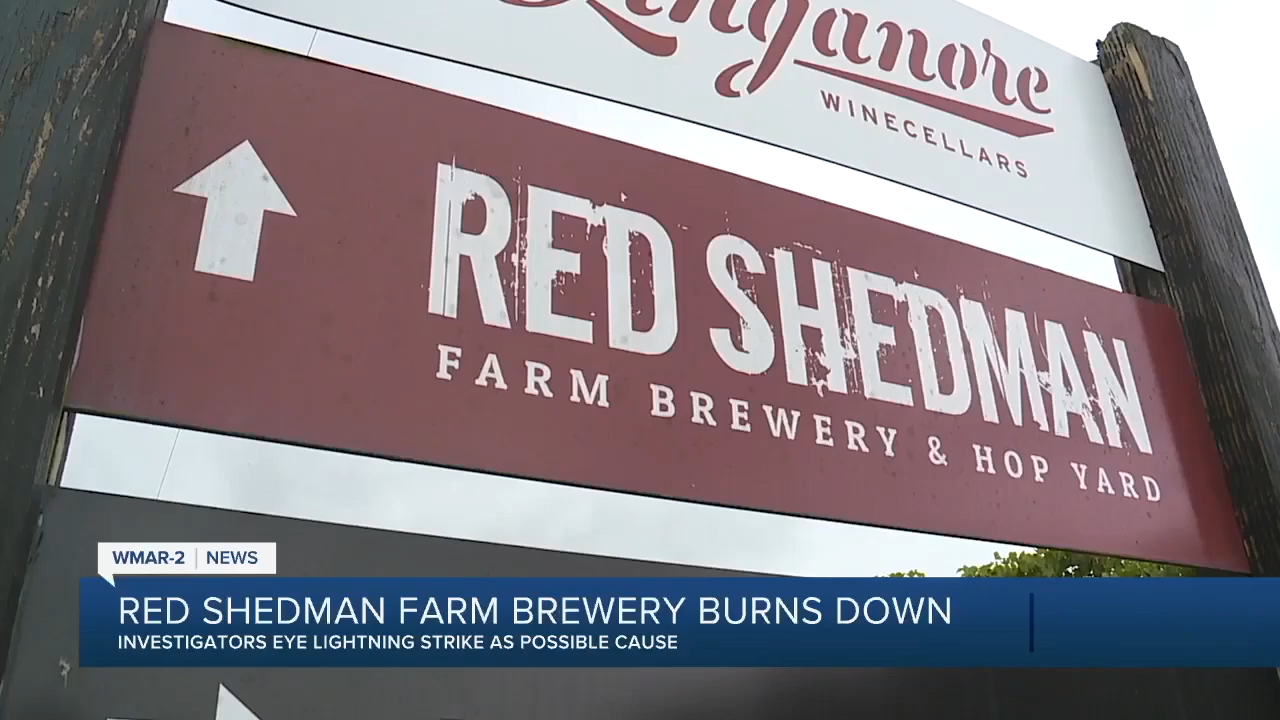 WINECELLARS
RED SHEDMAN
FARM BREWERY & HOP YARD
WMAR-2 | NEWS
RED SHEDMAN FARM BREWERY BURNS DOWN
INVESTIGATORS EYE LIGHTNING STRIKE AS POSSIBLE CAUSE